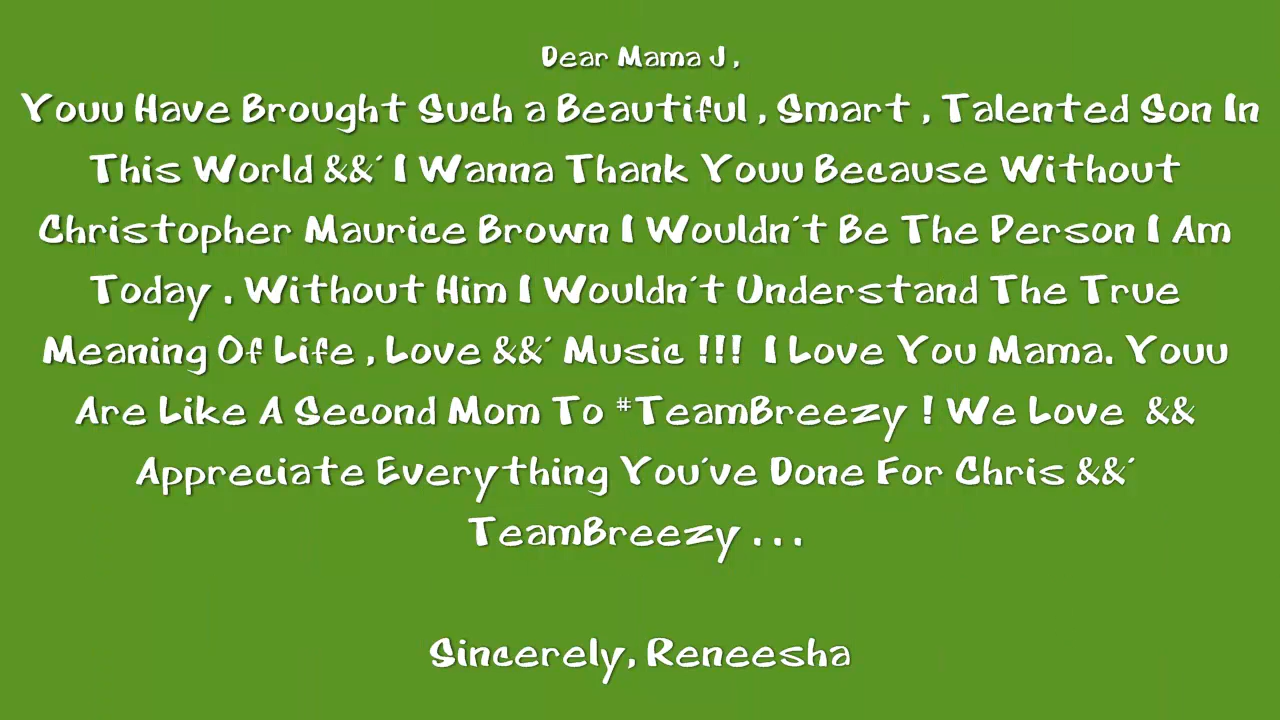 Dear Mama J ,
Youu Have Brought Such a Beautiful , Smart , Talented Son In
This World &&' I Wanna Thank Youu Because Without
Christopher Maurice Brown I Wouldn't Be The Person I Am
Today . Without Him I Wouldn't Understand The True
Meaning Of Life , Love &&' Music !!! I Love You Mama. Youu
Are Like A Second Mom To #TeamBreezy ! We Love &&
Appreciate Everything You've Done For Chris &&'
TeamBreezy . . .
Sincerely, Reneesha